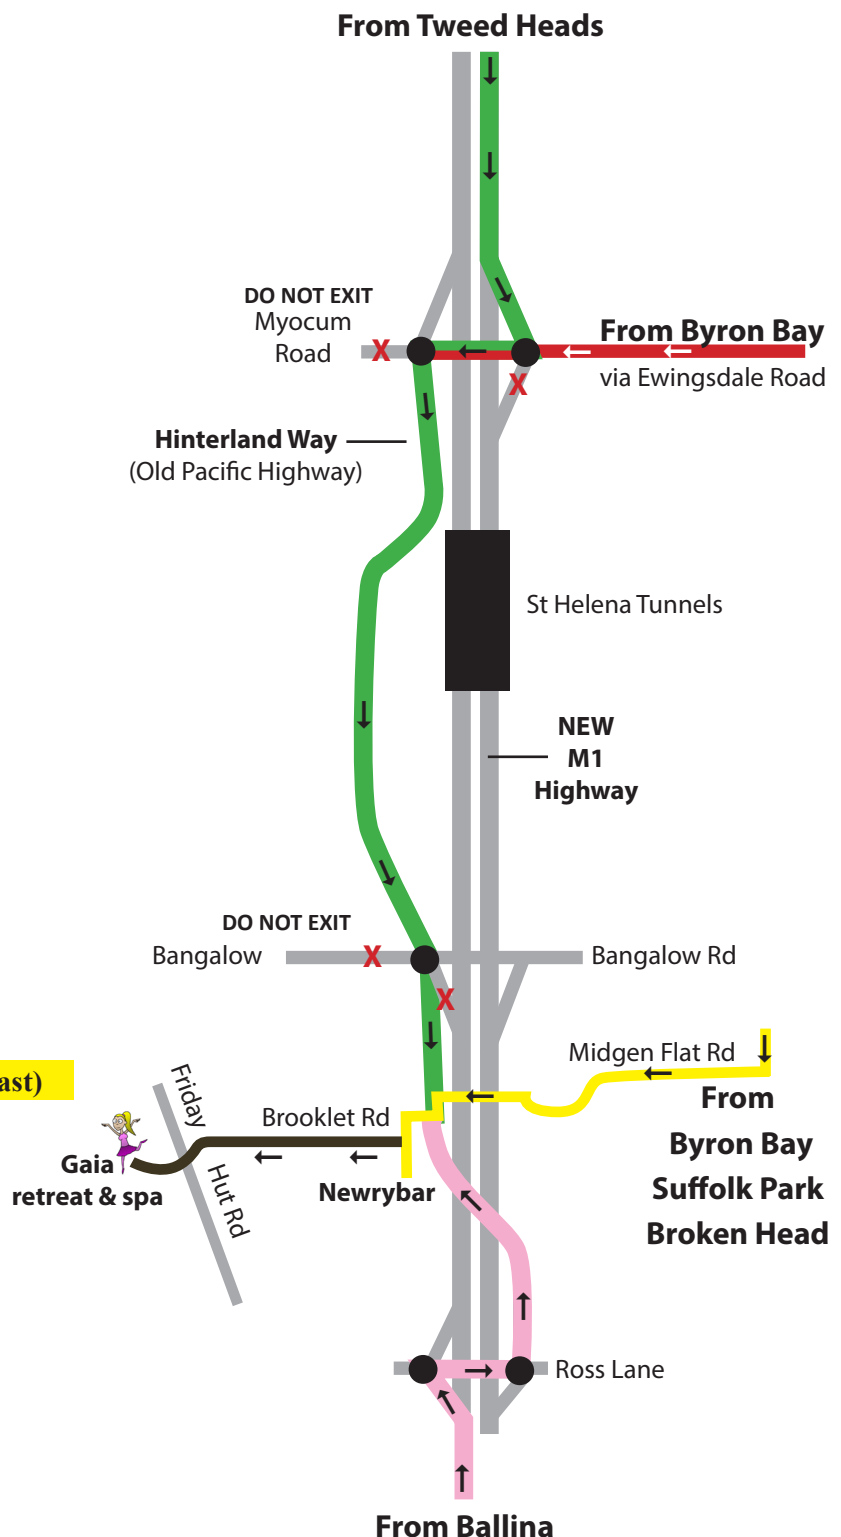 From Tweed Heads
DO NOT EXIT
Myocum
Road
X
From Byron Bay
via Ewingsdale Road
X
Hinterland Way
(Old Pacific Highway)
St Helena Tunnels
NEW
M1
Highway
DO NOT EXIT
Bangalow
X
Bangalow Rd
X
Midgen Flat Rd
ast)
Friday
Hut Rd
Brooklet Rd
From
Byron Bay
Suffolk Park
Broken Head
Gaia
retreat & spa
Newrybar
Ross Lane
From Ballina